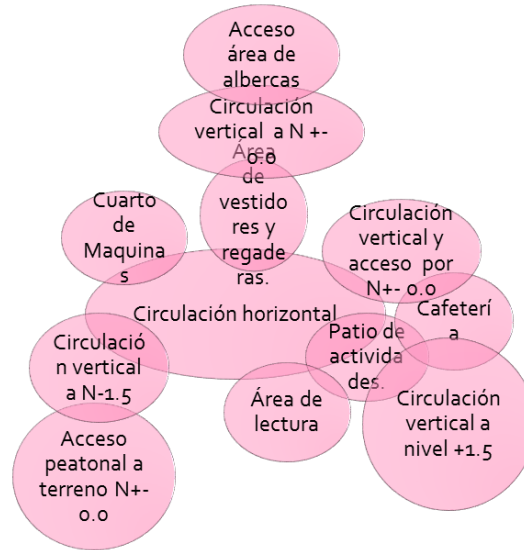 Acceso
área de
albercas
Circulación
vertical a N +-
0.0
Área
de
vestido
res y
regade
ras.
Cuarto
de
Maquina
s
Circulación
vertical y
acceso por
N+- 0.0
Circulación horizontal
Cafeterí
a
Patio de
activida
des.
Circulació
n vertical
a N-1.5
Área de
lectura
Circulación
vertical a
nivel +1.5
Acceso
peatonal a
terreno N+-
0.0